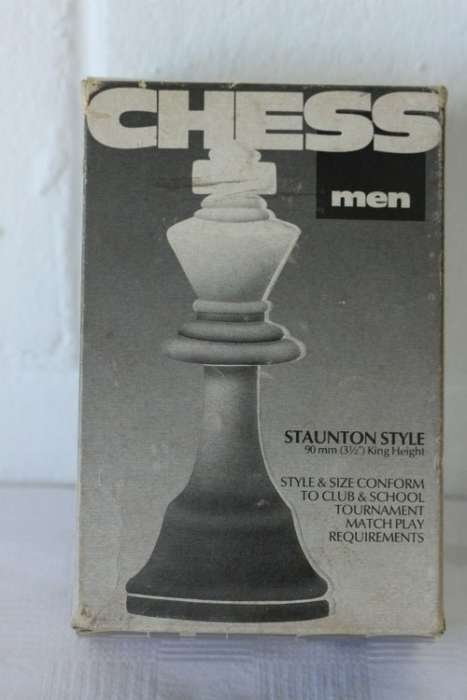 CHESS
men
STAUNTON STYLE
90 mm (3½") King Height
STYLE & SIZE CONFORM
TO CLUB & SCHOOL
TOURNAMENT
MATCH PLAY
REQUIREMENTS